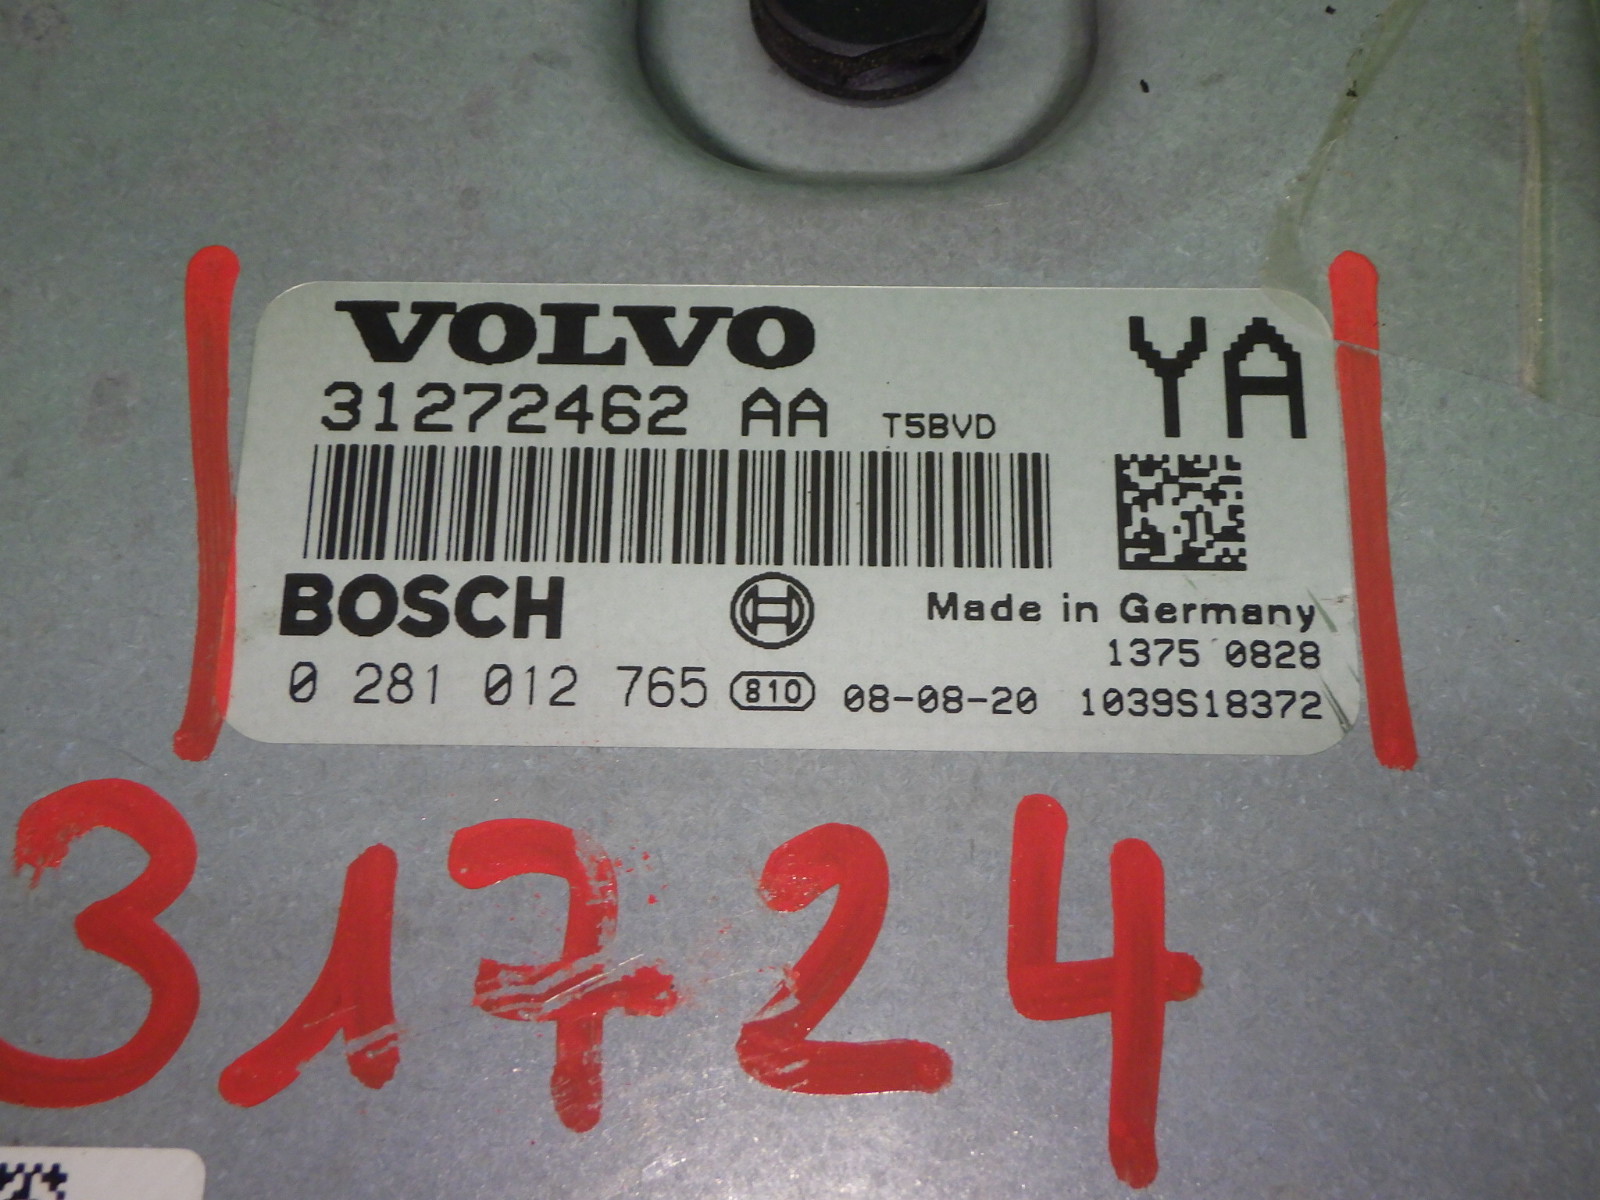 VOLVO YA
31272462 AA T5BVD
BOSCH Made in Germany
1375 0828
0 281 012 765 810 08-08-20 1039S18372
31724